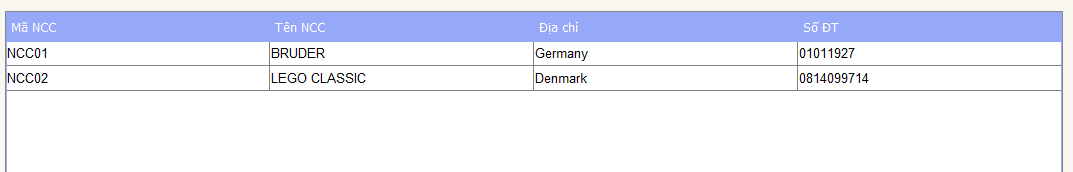 Mã NCC Tên NCC Địa chỉ Số ĐT
NCC01 BRUDER Germany 01011927
NCC02 LEGO CLASSIC Denmark 0814099714